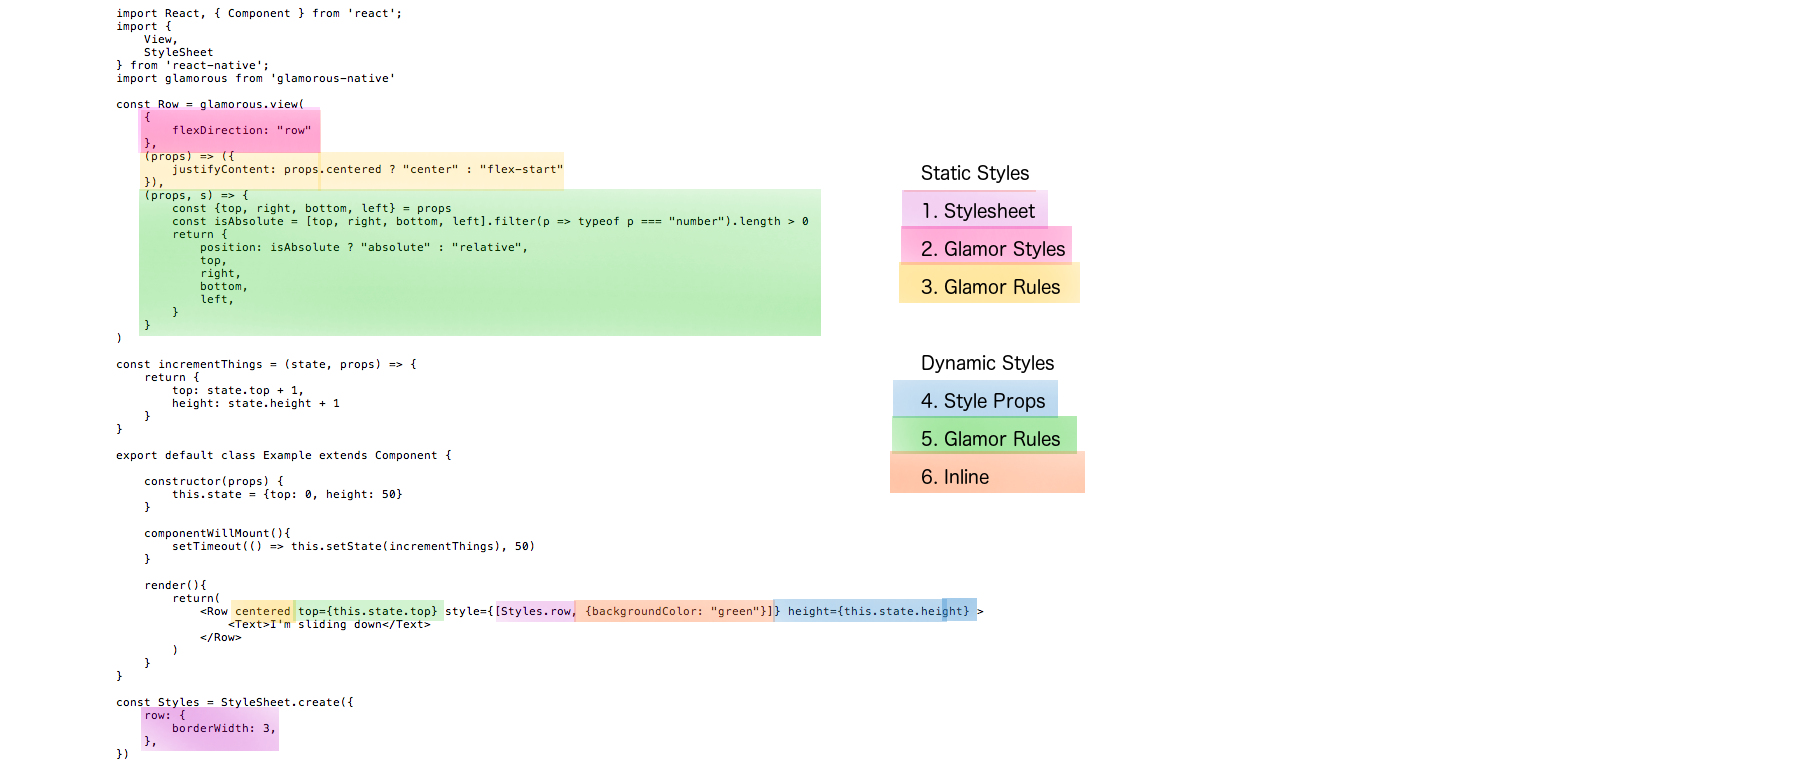 import React, { Component } from 'react';
import {
    View,
    StyleSheet
} from 'react-native';
import glamorous from 'glamorous-native'

const Row = glamorous.view(
    {
        flexDirection: "row"
    },
    (props) => ({
        justifyContent: props.centered ? "center" : "flex-start"
    }),
    (props, s) => {
        const {top, right, bottom, left} = props
        const isAbsolute = [top, right, bottom, left].filter(p => typeof p === "number").length > 0
        return {
            position: isAbsolute ? "absolute" : "relative",
            top,
            right,
            bottom,
            left,
        }
    }
)

const incrementThings = (state, props) => {
    return {
        top: state.top + 1,
        height: state.height + 1
    }
}

export default class Example extends Component {

    constructor(props) {
        this.state = {top: 0, height: 50}
    }

    componentWillMount(){
        setTimeout(() => this.setState(incrementThings), 50)
    }

    render(){
        return(
            <Row centered top={this.state.top} style={[Styles.row, {backgroundColor: "green"}]} height={this.state.height} >
                <Text>I'm sliding down</Text>
            </Row>
        )
    }
}

const Styles = StyleSheet.create({
    row: {
        borderWidth: 3,
    },
})
Static Styles
1. Stylesheet
2. Glamor Styles
3. Glamor Rules
Dynamic Styles
4. Style Props
5. Glamor Rules
6. Inline